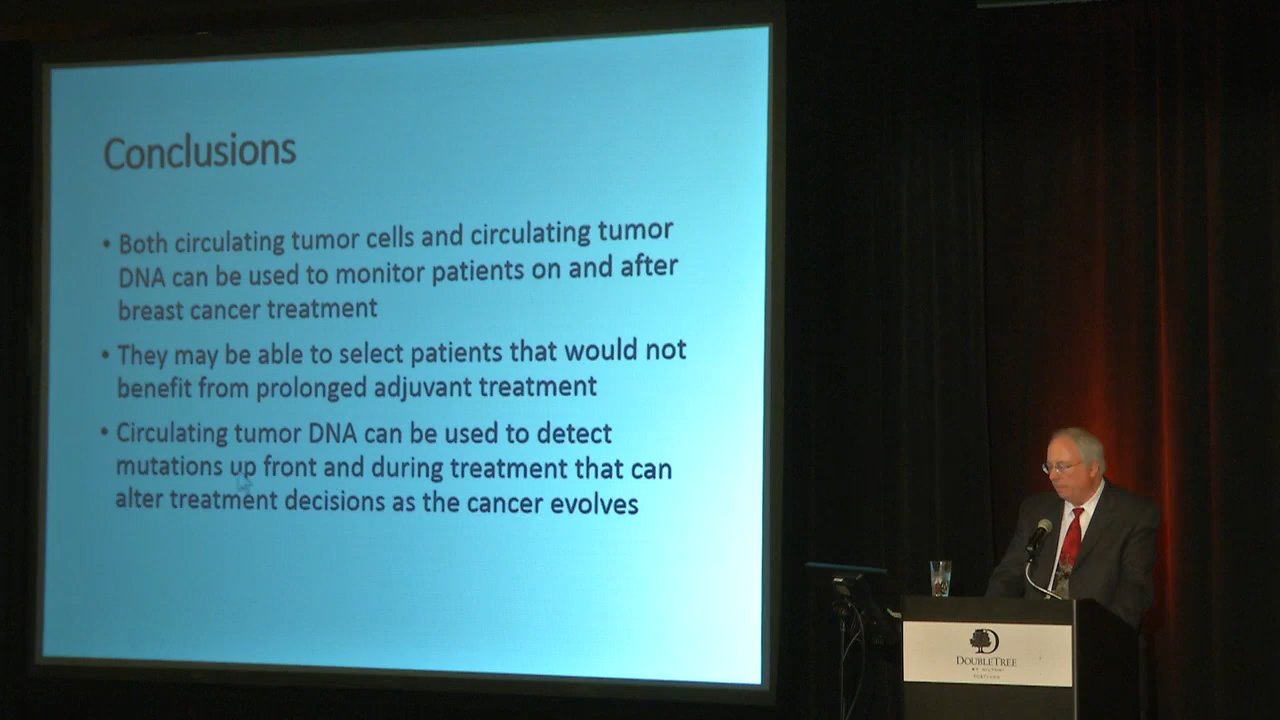 Conclusions
• Both circulating tumor cells and circulating tumor
DNA can be used to monitor patients on and after
breast cancer treatment
• They may be able to select patients that would not
benefit from prolonged adjuvant treatment
• Circulating tumor DNA can be used to detect
mutations up front and during treatment that can
alter treatment decisions as the cancer evolves
D
DOUBLETREE
BY HILTON
PORTLAND